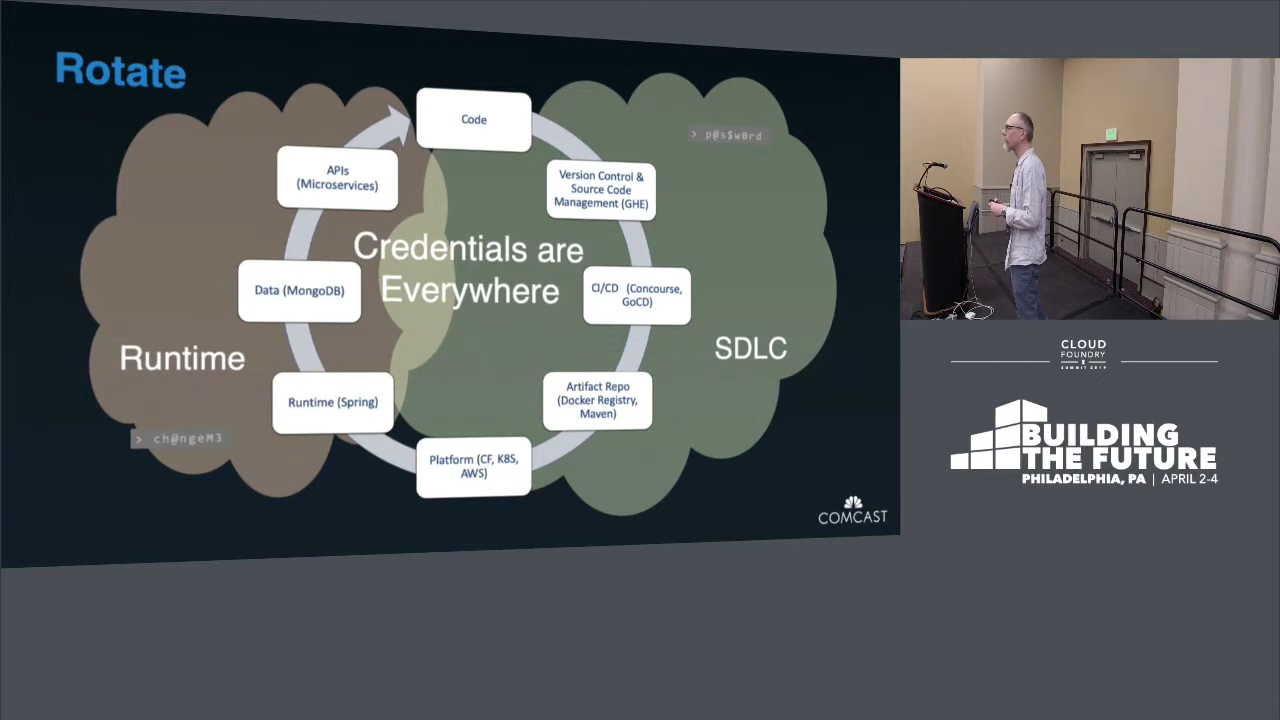 Rotate
Code
> p@s$w0rd
APIs
(Microservices)
Version Control &
Source Code
Management (GHE)
Credentials are
Everywhere
Data (MongoDB)
CI/CD (Concourse,
GoCD)
Runtime
SDLC
Runtime (Spring)
Artifact Repo
(Docker Registry,
Maven)
> ch@ngeM3
Platform (CF, K8S,
AWS)
COMCAST
CLOUD
FOUNDRY
SUMMIT 2019
BUILDING
THE FUTURE
PHILADELPHIA, PA | APRIL 2-4